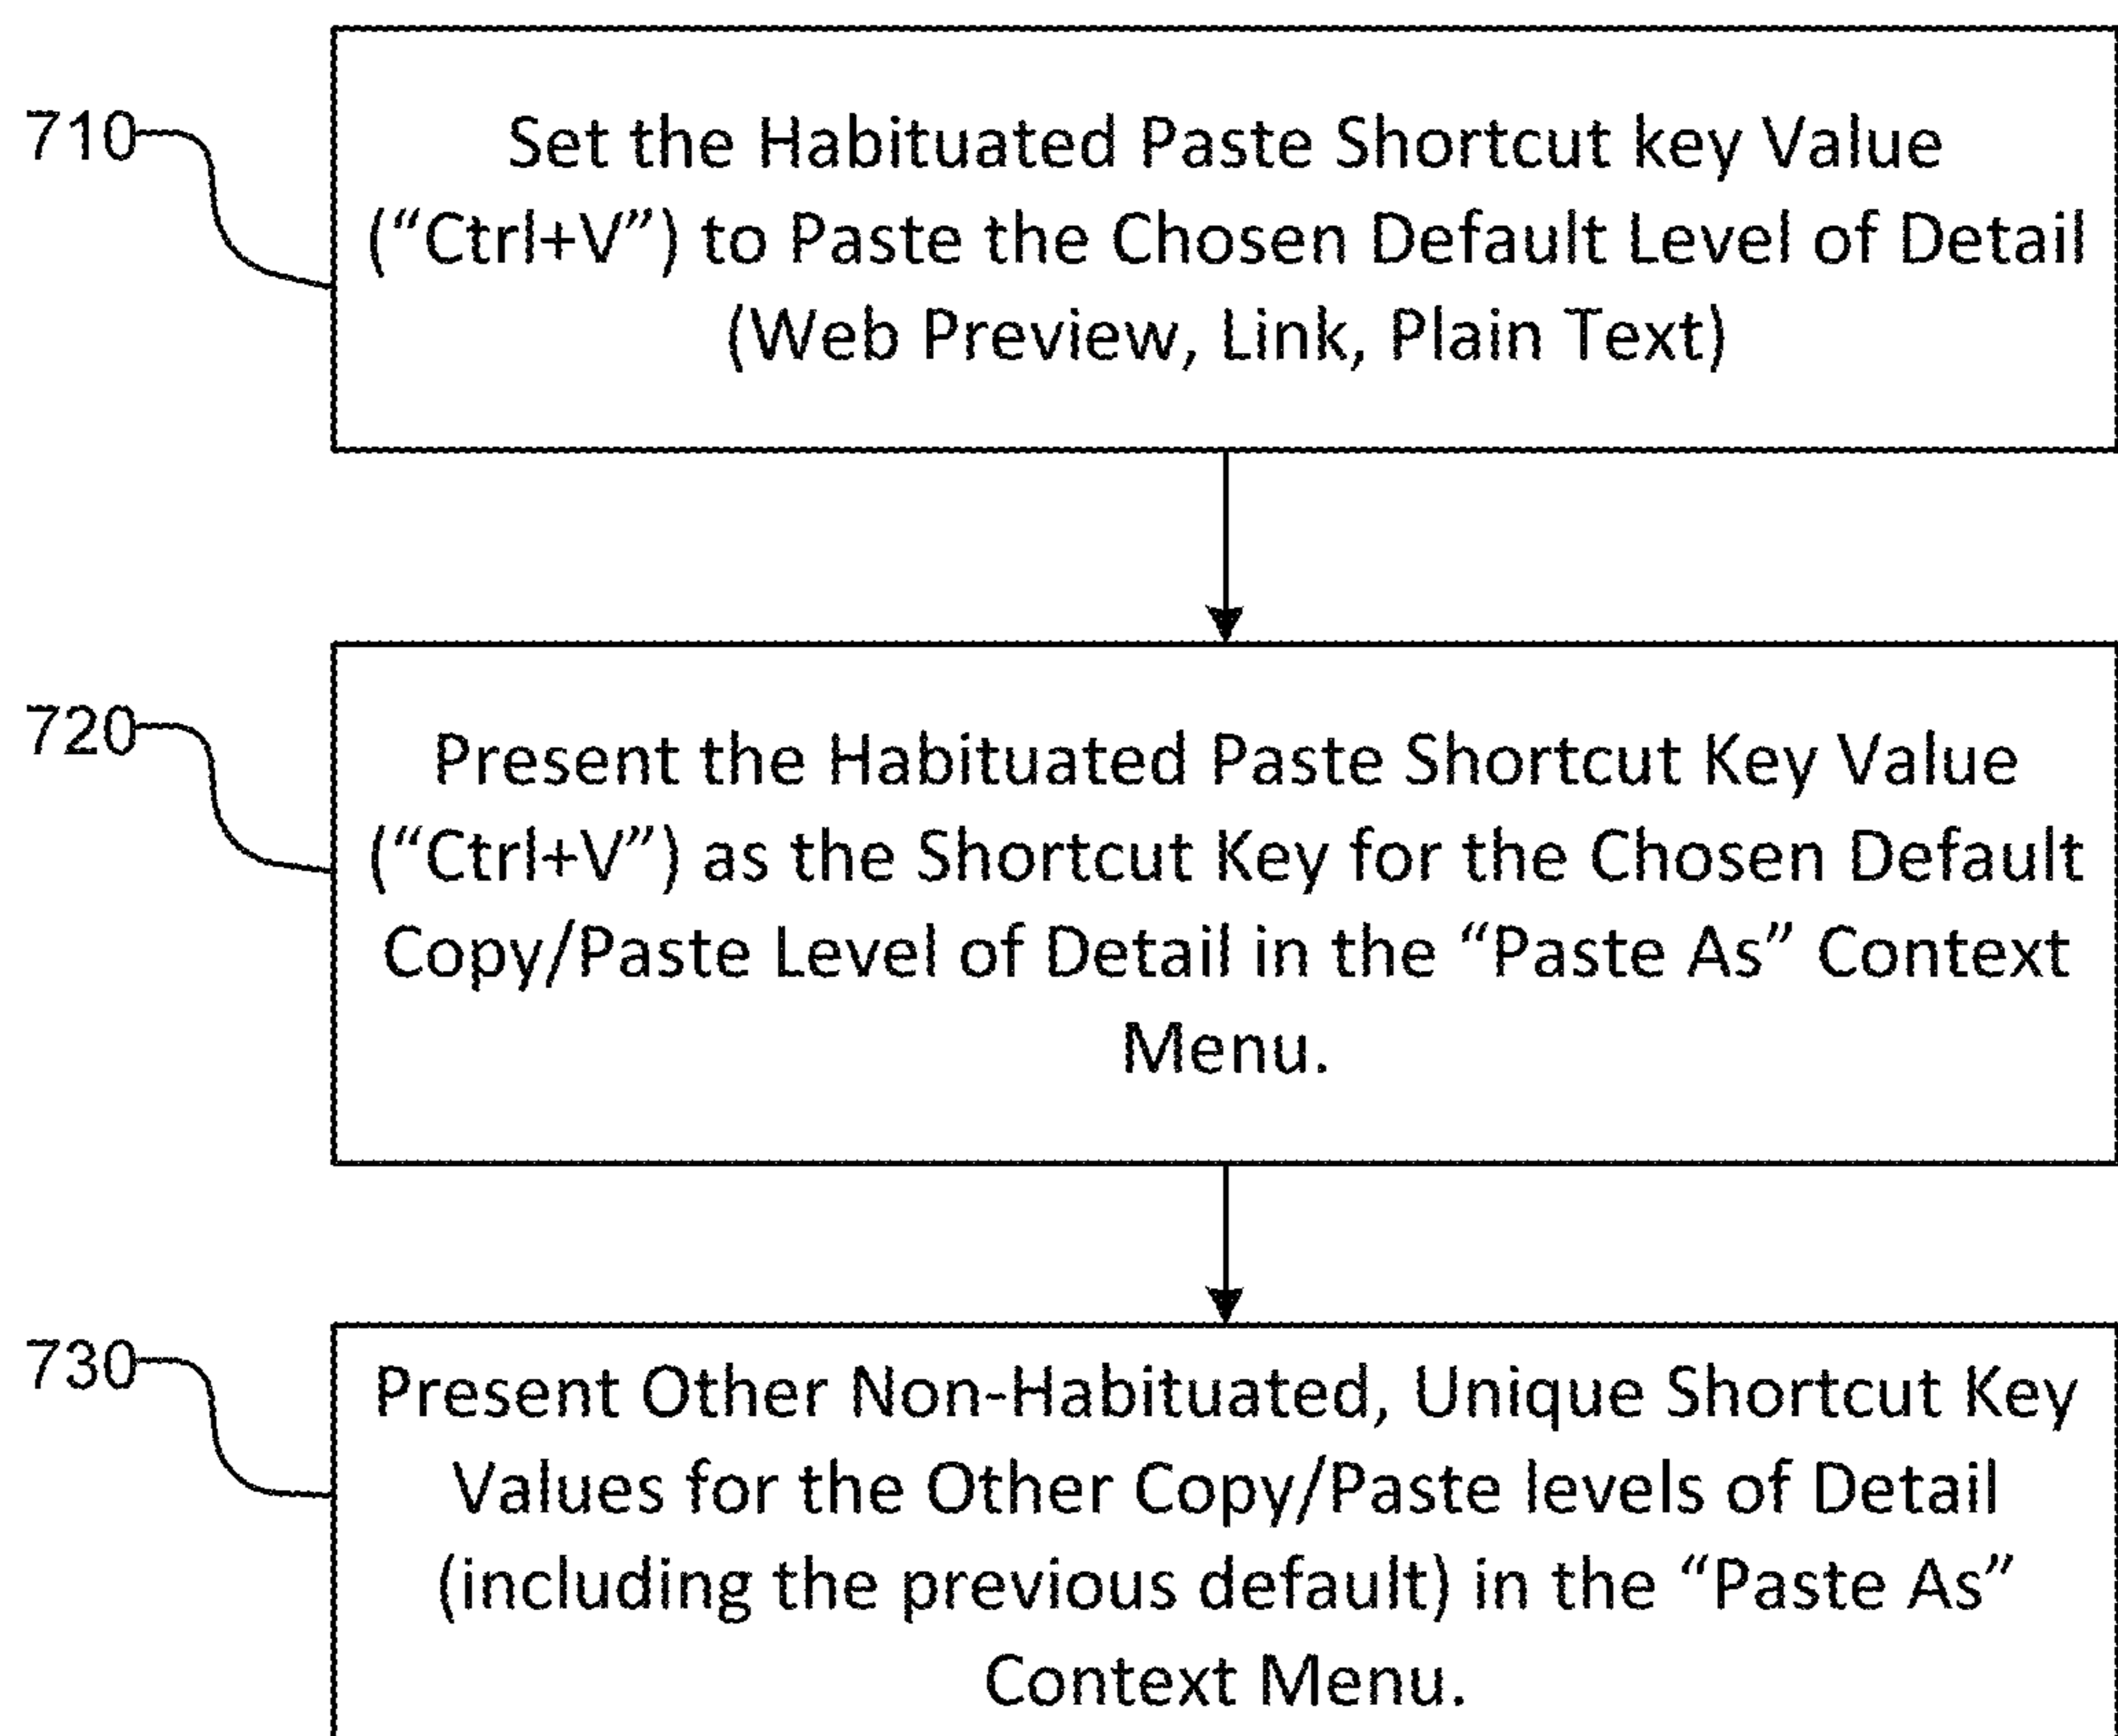 710
Set the Habituated Paste Shortcut key Value
(“Ctrl+V”) to Paste the Chosen Default Level of Detail
(Web Preview, Link, Plain Text)
720
Present the Habituated Paste Shortcut Key Value
(“Ctrl+V”) as the Shortcut Key for the Chosen Default
Copy/Paste Level of Detail in the “Paste As” Context
Menu.
730
Present Other Non-Habituated, Unique Shortcut Key
Values for the Other Copy/Paste levels of Detail
(including the previous default) in the “Paste As”
Context Menu.